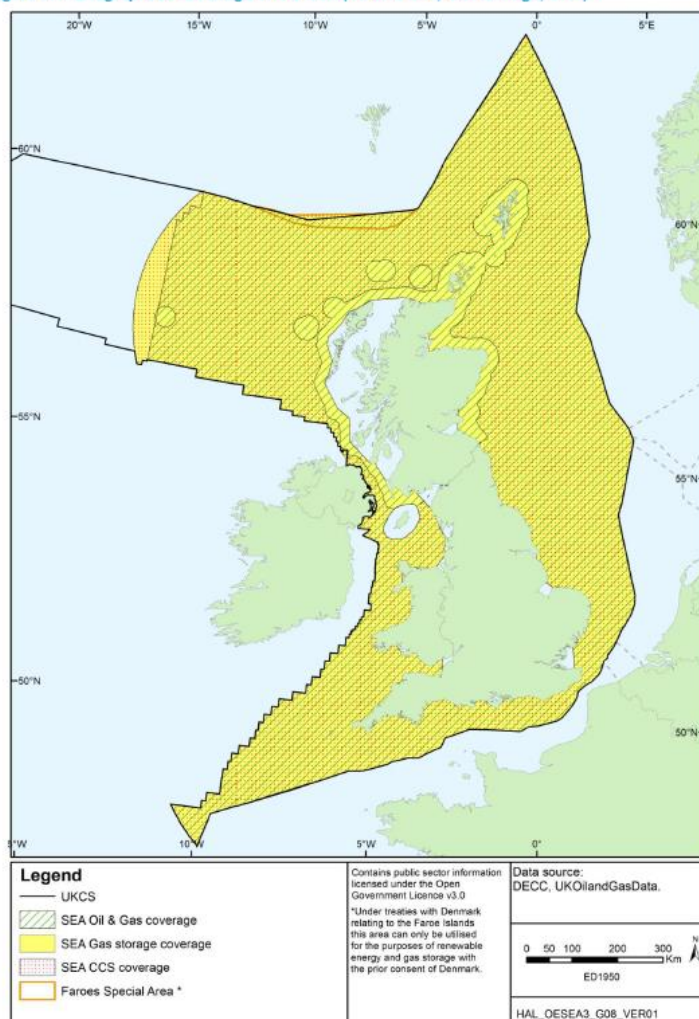 20°W 15°W 10°W 5°W 0° 5°E
60°N
60°N
55°N
55°N
50°N
50°N
5°W 10°W 5°W 0°
Legend
UKCS
SEA Oil & Gas coverage
SEA Gas storage coverage
SEA CCS coverage
Faroes Special Area *
Contains public sector information
licensed under the Open
Government Licence v3.0
*Under treaties with Denmark
relating to the Faroe Islands
this area can only be utilised
for the purposes of renewable
energy and gas storage with
the prior consent of Denmark.
Data source:
DECC, UKOilandGasData.
0 50 100 200 300
Km
N
ED1950
HAL_OESEA3_G08_VER01